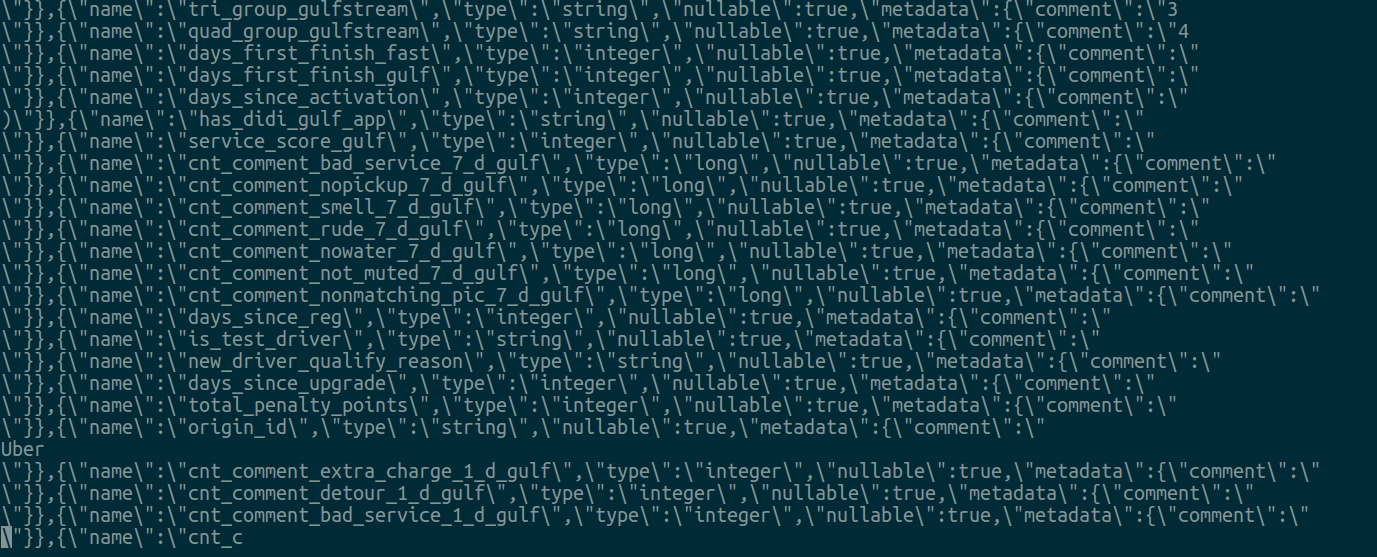 \"}},{\"name\":\"tri_group_gulfstream\",\"type\":\"string\",\"nullable\":true,\"metadata\":{\"comment\":\"3
\"}},{\"name\":\"quad_group_gulfstream\",\"type\":\"string\",\"nullable\":true,\"metadata\":{\"comment\":\"4
\"}},{\"name\":\"days_first_finish_fast\",\"type\":\"integer\",\"nullable\":true,\"metadata\":{\"comment\":\"
\"}},{\"name\":\"days_first_finish_gulf\",\"type\":\"integer\",\"nullable\":true,\"metadata\":{\"comment\":\"
\"}},{\"name\":\"days_since_activation\",\"type\":\"integer\",\"nullable\":true,\"metadata\":{\"comment\":\"
)\"}},{\"name\":\"has_didi_gulf_app\",\"type\":\"string\",\"nullable\":true,\"metadata\":{\"comment\":\"
\"}},{\"name\":\"service_score_gulf\",\"type\":\"integer\",\"nullable\":true,\"metadata\":{\"comment\":\"
\"}},{\"name\":\"cnt_comment_bad_service_7_d_gulf\",\"type\":\"long\",\"nullable\":true,\"metadata\":{\"comment\":\"
\"}},{\"name\":\"cnt_comment_nopickup_7_d_gulf\",\"type\":\"long\",\"nullable\":true,\"metadata\":{\"comment\":\"
\"}},{\"name\":\"cnt_comment_smell_7_d_gulf\",\"type\":\"long\",\"nullable\":true,\"metadata\":{\"comment\":\"
\"}},{\"name\":\"cnt_comment_rude_7_d_gulf\",\"type\":\"long\",\"nullable\":true,\"metadata\":{\"comment\":\"
\"}},{\"name\":\"cnt_comment_nowater_7_d_gulf\",\"type\":\"long\",\"nullable\":true,\"metadata\":{\"comment\":\"
\"}},{\"name\":\"cnt_comment_not_muted_7_d_gulf\",\"type\":\"long\",\"nullable\":true,\"metadata\":{\"comment\":\"
\"}},{\"name\":\"cnt_comment_nonmatching_pic_7_d_gulf\",\"type\":\"long\",\"nullable\":true,\"metadata\":{\"comment\":\"
\"}},{\"name\":\"days_since_reg\",\"type\":\"integer\",\"nullable\":true,\"metadata\":{\"comment\":\"
\"}},{\"name\":\"is_test_driver\",\"type\":\"string\",\"nullable\":true,\"metadata\":{\"comment\":\"
\"}},{\"name\":\"new_driver_qualify_reason\",\"type\":\"string\",\"nullable\":true,\"metadata\":{\"comment\":\"
\"}},{\"name\":\"days_since_upgrade\",\"type\":\"integer\",\"nullable\":true,\"metadata\":{\"comment\":\"
\"}},{\"name\":\"total_penalty_points\",\"type\":\"integer\",\"nullable\":true,\"metadata\":{\"comment\":\"
\"}},{\"name\":\"origin_id\",\"type\":\"string\",\"nullable\":true,\"metadata\":{\"comment\":\"
Uber
\"}},{\"name\":\"cnt_comment_extra_charge_1_d_gulf\",\"type\":\"integer\",\"nullable\":true,\"metadata\":{\"comment\":\"
\"}},{\"name\":\"cnt_comment_detour_1_d_gulf\",\"type\":\"integer\",\"nullable\":true,\"metadata\":{\"comment\":\"
\"}},{\"name\":\"cnt_comment_bad_service_1_d_gulf\",\"type\":\"integer\",\"nullable\":true,\"metadata\":{\"comment\":\"
\"}},{\"name\":\"cnt_c